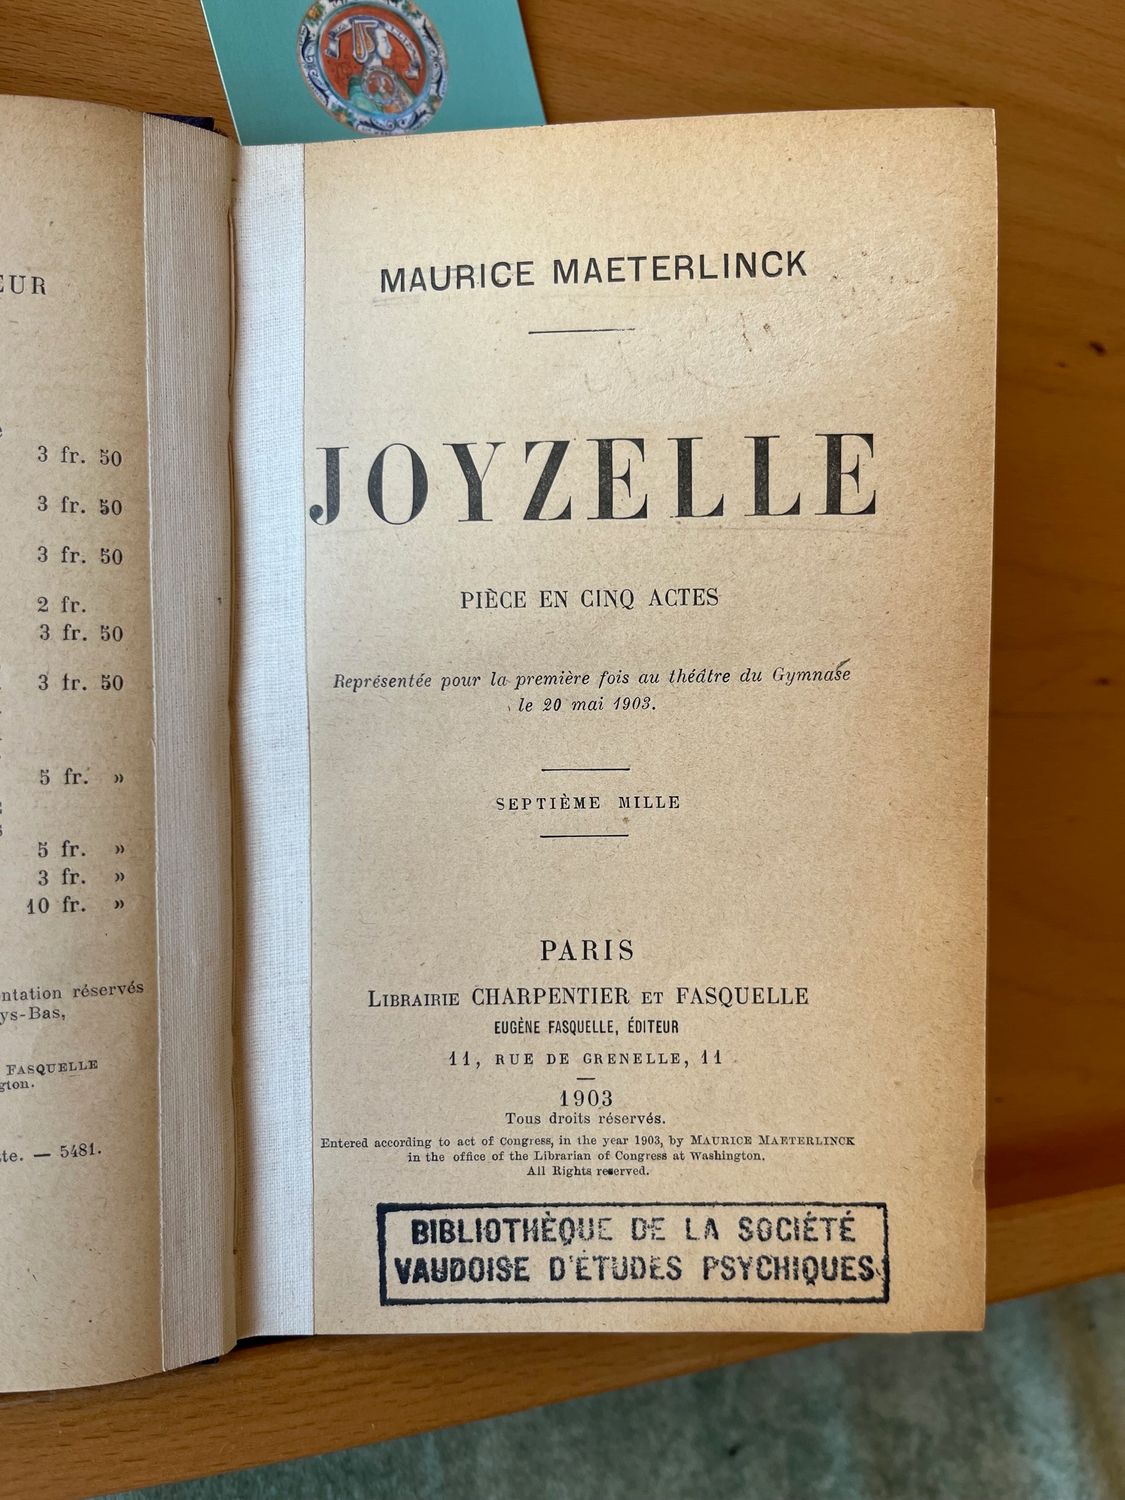 EUR
3 fr. 50
3 fr. 50
3 fr. 50
2 fr.
3 fr. 50
3 fr. 50
5 fr. »
5 fr. »
3 fr. »
10 fr. »
ntation réservés
ys-Bas,
FASQUELLE
gton.
te. — 5481.
MAURICE MAETERLINCK
JOYZELLE
PIÈCE EN CINQ ACTES
Représentée pour la première fois au théâtre du Gymnase
le 20 mai 1903.
SEPTIÈME MILLE
PARIS
LIBRAIRIE CHARPENTIER ET FASQUELLE
EUGÈNE FASQUELLE, ÉDITEUR
11, RUE DE GRENELLE, 11
1903
Tous droits réservés.
Entered according to act of Congress, in the year 1903, by MAURICE MAETERLINCK
in the office of the Librarian of Congress at Washington.
All Rights reserved.
BIBLIOTHÈQUE DE LA SOCIÉTÉ
VAUDOISE D'ÉTUDES PSYCHIQUES